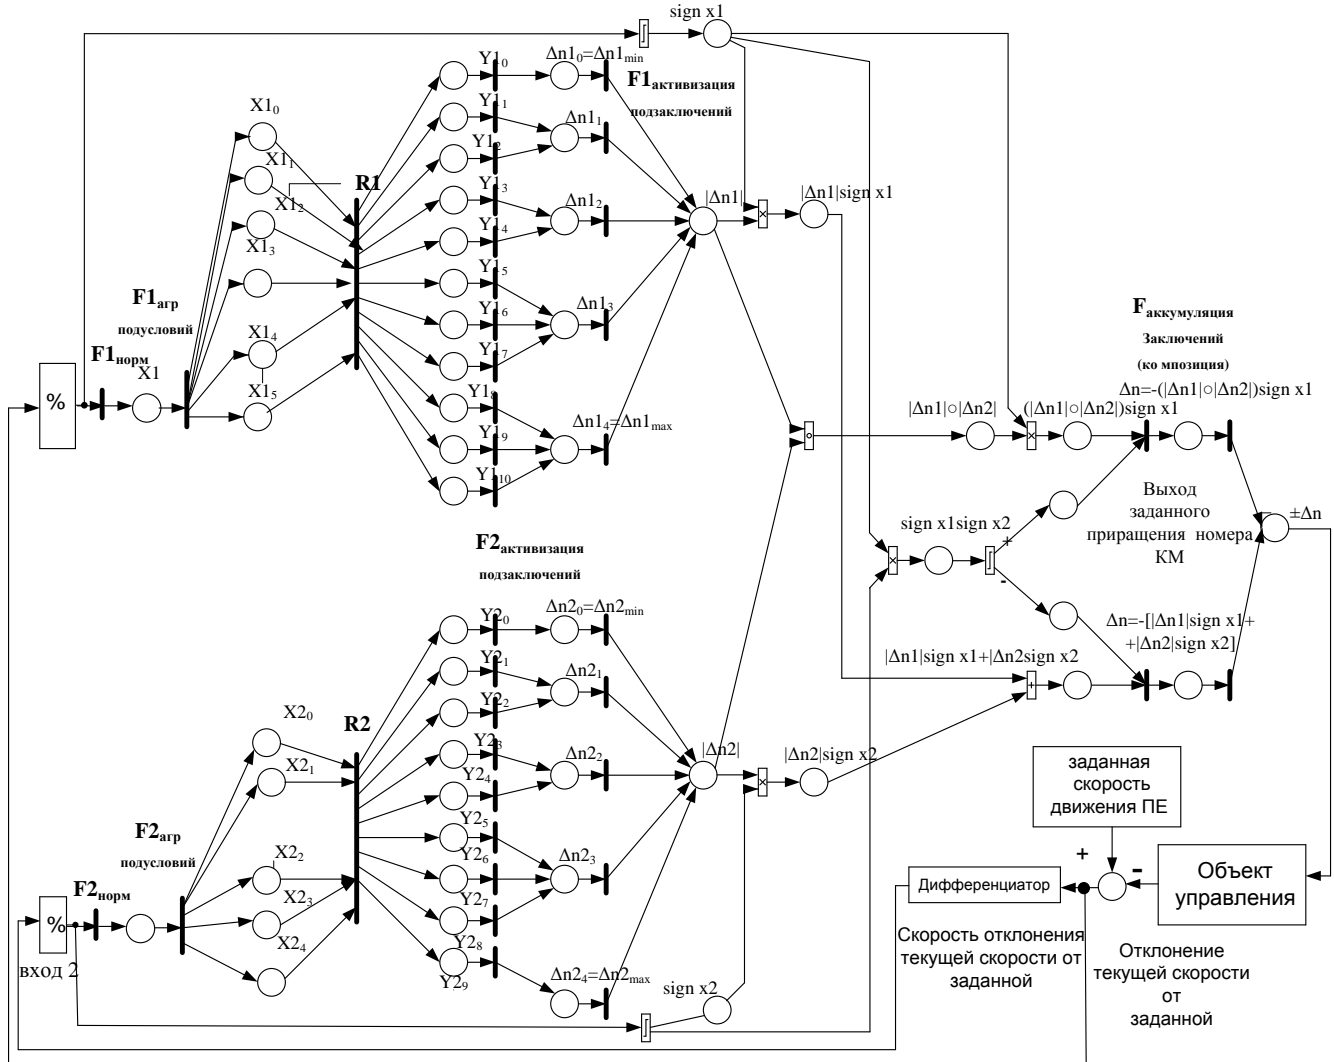 sign x1
Y1₀
Δn1₀=Δn1min
F1активизация
подзаключений
X1₀
Y1₁
Δn1₁
X1₁
Y1₂
R1
X1₂
Y1₃
Δn1₂
|Δn1|
|Δn1|sign x1
X1₃
Y1₄
Y1₅
F1агр
подусловий
Δn1₃
Y1₆
F1норм
X1₄
Y1₇
X1
X1₅
Y1₈
%
Δn1₄=Δn1max
Y1₉
Y1₁₀
Fаккумуляция
Заключений
(ко мпозиция)
Δn=-(|Δn1|○|Δn2|)sign x1
|Δn1|○|Δn2|
(|Δn1|○|Δn2|)sign x1
Выход
заданного
приращения номера
КМ
±Δn
sign x1sign x2
+
-
F2активизация
подзаключений
Y2₀
Δn2₀=Δn2min
Δn=-[|Δn1|sign x1+
+|Δn2|sign x2]
|Δn1|sign x1+|Δn2sign x2
Y2₁
Δn2₁
Y2₂
X2₀
R2
Y2₃
Δn2₂
|Δn2|
|Δn2|sign x2
X2₁
Y2₄
Y2₅
F2агр
подусловий
X2₂
Y2₆
Δn2₃
F2норм
X2₃
Y2₇
%
X2₄
Y2₈
вход 2
Y2₉
Δn2₄=Δn2max
sign x2
заданная
скорость
движения ПЕ
+
-
Объект
управления
Дифференциатор
Скорость отклонения
текущей скорости от
заданной
Отклонение
текущей скорости
от
заданной